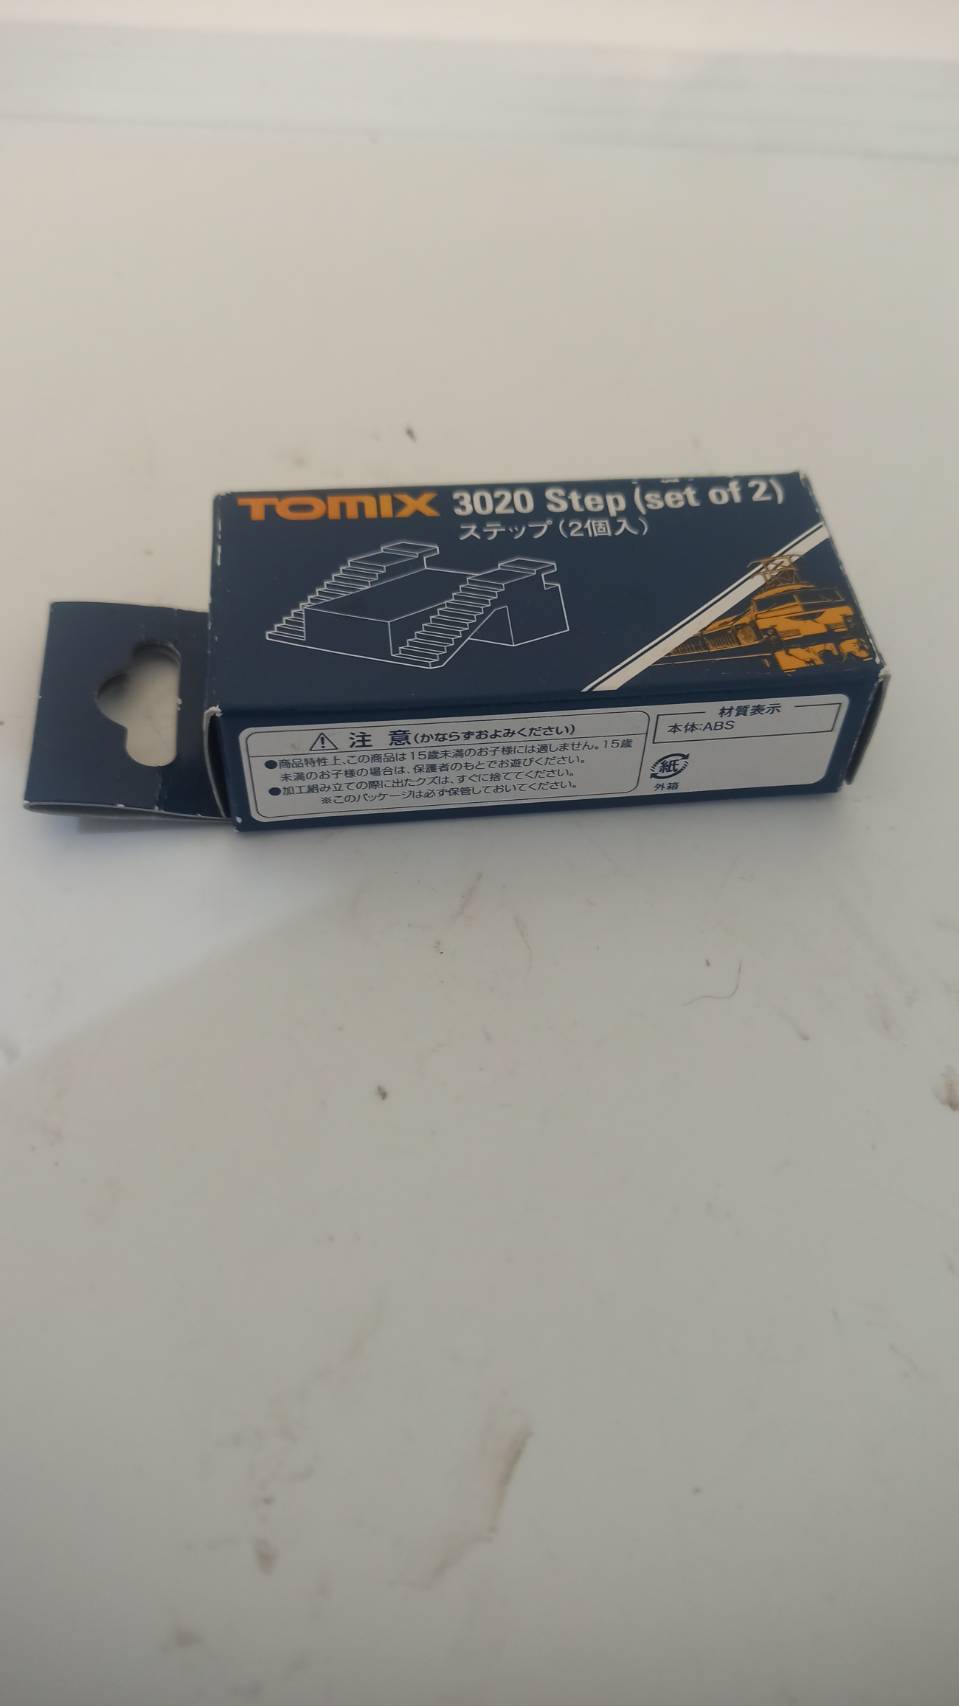 TOMIX 3020 Step (set of 2)
ステップ(2個入)
注 意(かならずおよみください)
●商品特性上、この商品は15歳未満のお子様には適しません。15歳
未満のお子様の場合は、保護者のもとでお遊びください。
●加工組み立ての際に出たクズは、すぐに捨ててください。
※このパッケージは必ず保管しておいてください。
材質表示
本体:ABS
紙
外箱